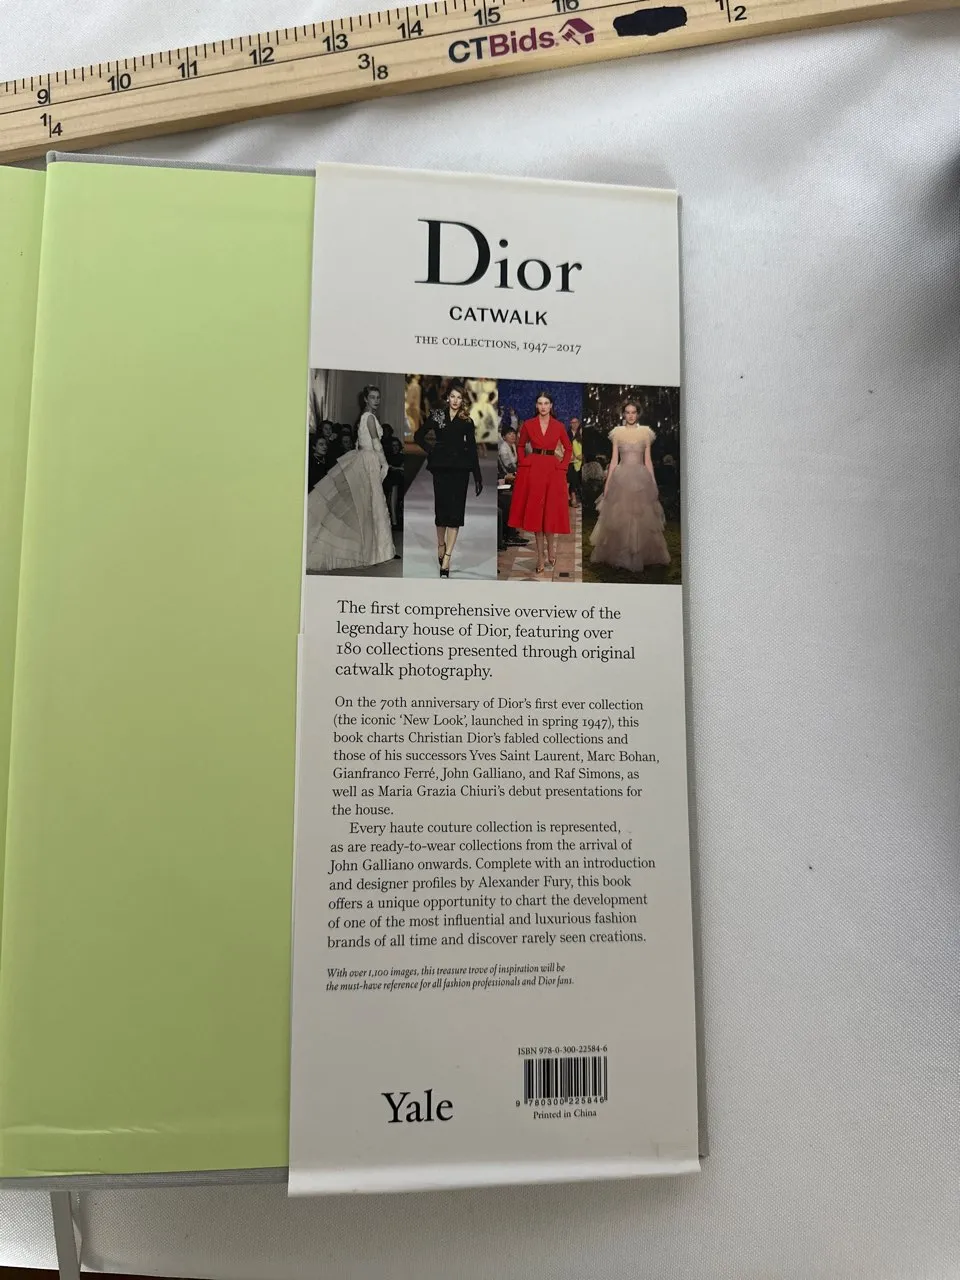 9 10 11 12 13 14 15 16
1/4 3/8 CTBids 1/2
Dior
CATWALK
THE COLLECTIONS, 1947–2017
The first comprehensive overview of the
legendary house of Dior, featuring over
180 collections presented through original
catwalk photography.
On the 70th anniversary of Dior's first ever collection
(the iconic 'New Look', launched in spring 1947), this
book charts Christian Dior's fabled collections and
those of his successors Yves Saint Laurent, Marc Bohan,
Gianfranco Ferré, John Galliano, and Raf Simons, as
well as Maria Grazia Chiuri's debut presentations for
the house.
Every haute couture collection is represented,
as are ready-to-wear collections from the arrival of
John Galliano onwards. Complete with an introduction
and designer profiles by Alexander Fury, this book
offers a unique opportunity to chart the development
of one of the most influential and luxurious fashion
brands of all time and discover rarely seen creations.
With over 1,100 images, this treasure trove of inspiration will be
the must-have reference for all fashion professionals and Dior fans.
ISBN 978-0-300-22584-6
9 780300 225846
Printed in China
Yale